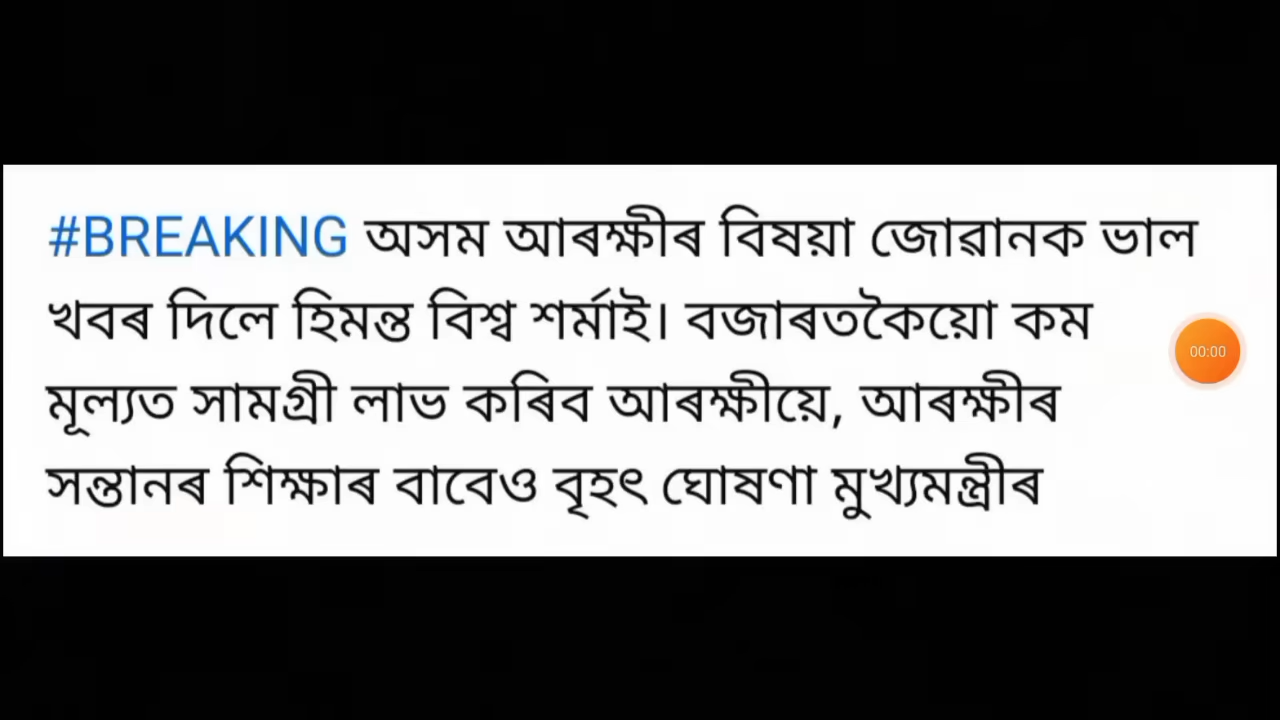 #BREAKING অসম আৰক্ষীৰ বিষয়া জোৱানক ভাল
খবৰ দিলে হিমন্ত বিশ্ব শৰ্মাই। বজাৰতকৈয়ো কম
মূল্যত সামগ্ৰী লাভ কৰিব আৰক্ষীয়ে, আৰক্ষীৰ
সন্তানৰ শিক্ষাৰ বাবেও বৃহৎ ঘোষণা মুখ্যমন্ত্ৰীৰ
00:00